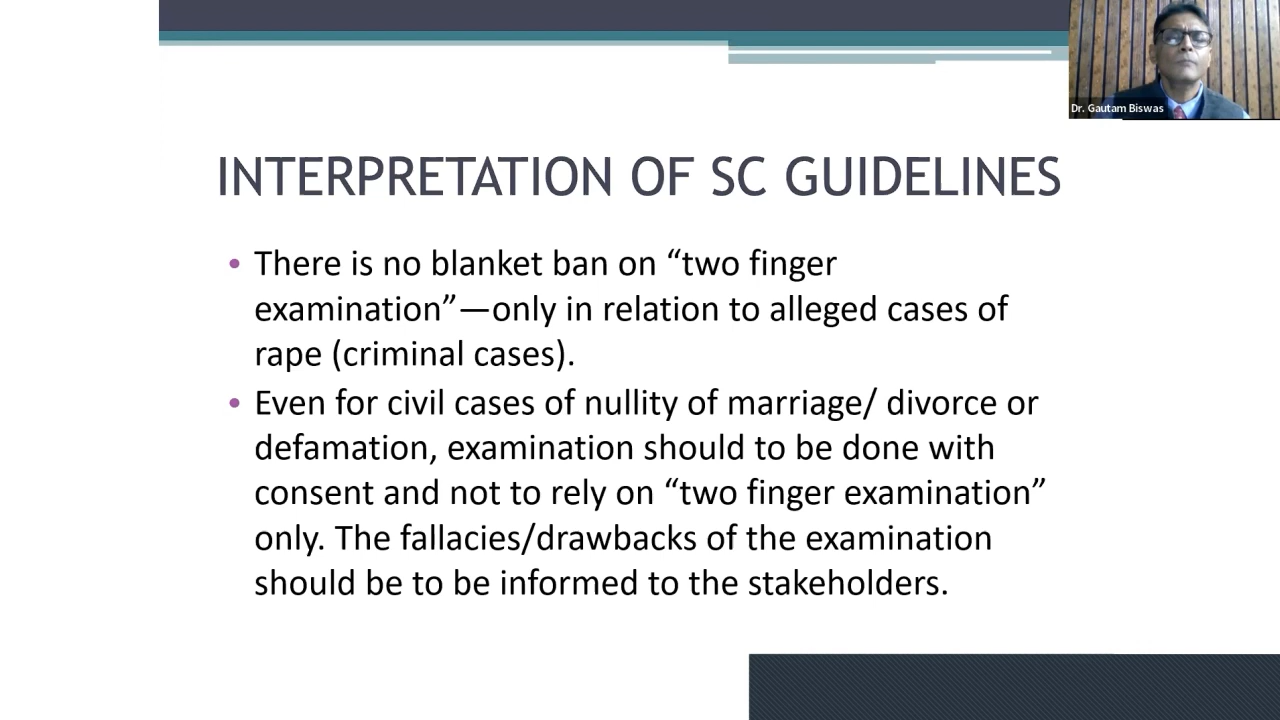 Dr. Gautam Biswas
INTERPRETATION OF SC GUIDELINES
• There is no blanket ban on “two finger
examination”—only in relation to alleged cases of
rape (criminal cases).
• Even for civil cases of nullity of marriage/ divorce or
defamation, examination should to be done with
consent and not to rely on “two finger examination”
only. The fallacies/drawbacks of the examination
should be to be informed to the stakeholders.